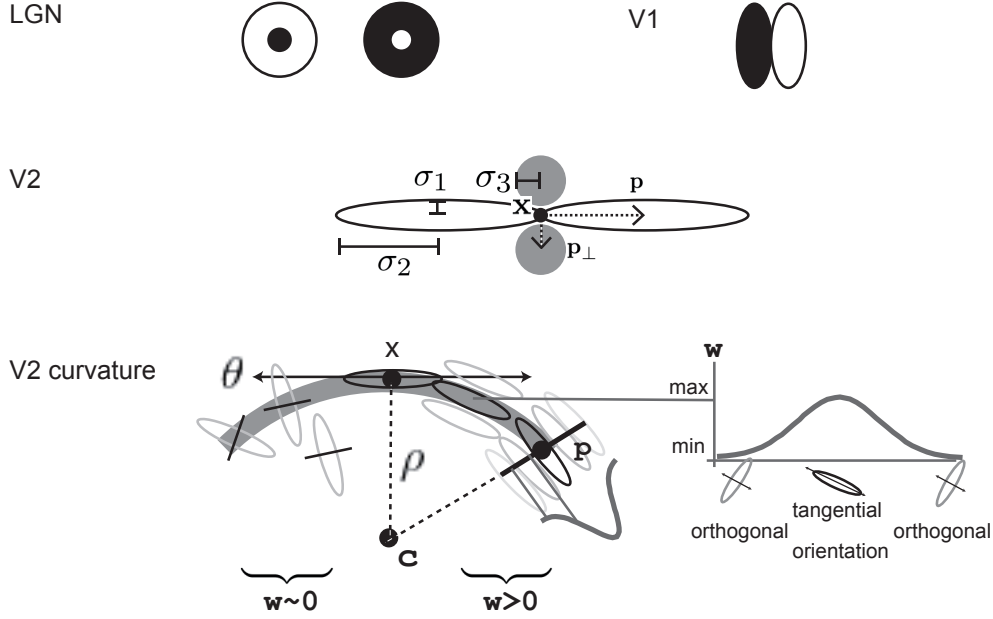 LGN
V1
V2
σ1
σ3
p
x
p⊥
σ2
V2 curvature
θ
x
ρ
p
c
w~0
w>0
w
max
min
tangential
orthogonal
orthogonal
orientation